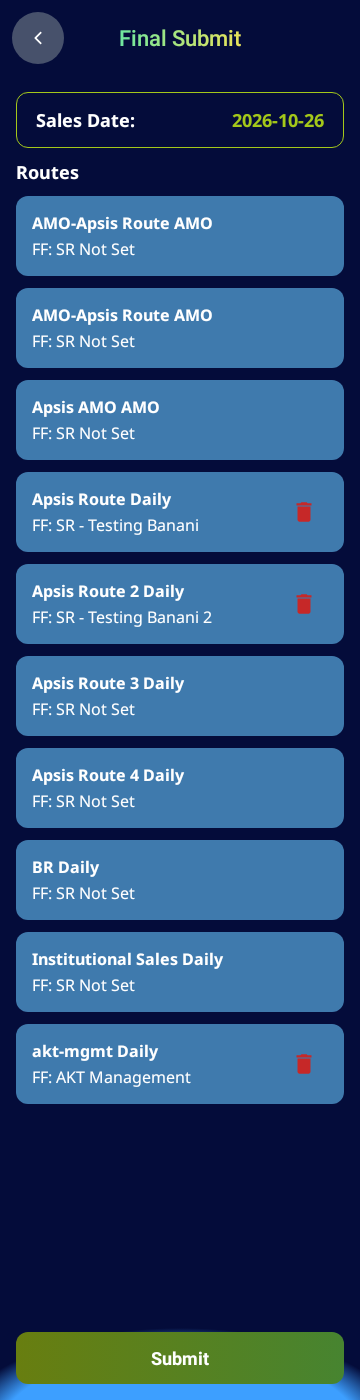 Final Submit
Sales Date: 2026-10-26
Routes
AMO-Apsis Route AMO
FF: SR Not Set
AMO-Apsis Route AMO
FF: SR Not Set
Apsis AMO AMO
FF: SR Not Set
Apsis Route Daily
FF: SR - Testing Banani
Apsis Route 2 Daily
FF: SR - Testing Banani 2
Apsis Route 3 Daily
FF: SR Not Set
Apsis Route 4 Daily
FF: SR Not Set
BR Daily
FF: SR Not Set
Institutional Sales Daily
FF: SR Not Set
akt-mgmt Daily
FF: AKT Management
Submit